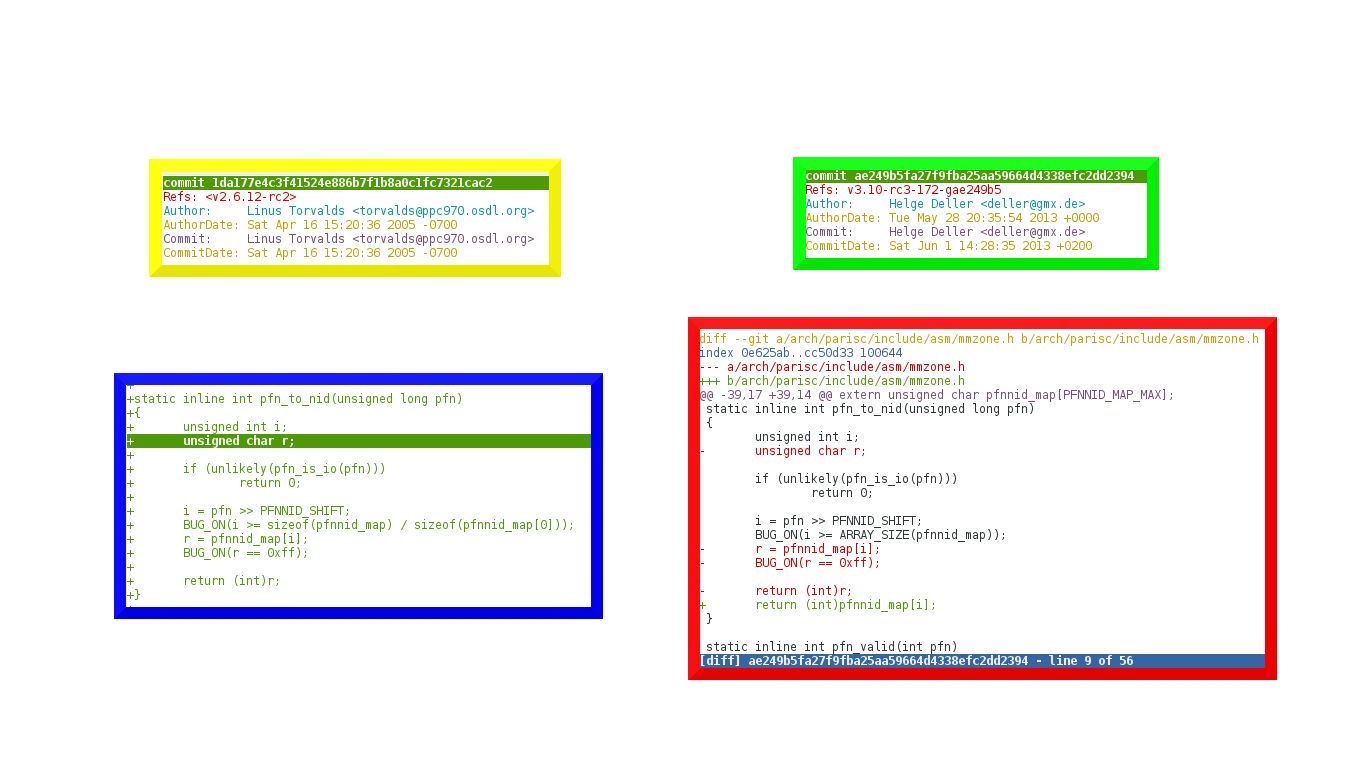 commit 1da177e4c3f41524e886b7f1b8a0c1fc7321cac2
Refs: <v2.6.12-rc2>
Author:     Linus Torvalds <torvalds@ppc970.osdl.org>
AuthorDate: Sat Apr 16 15:20:36 2005 -0700
Commit:     Linus Torvalds <torvalds@ppc970.osdl.org>
CommitDate: Sat Apr 16 15:20:36 2005 -0700
commit ae249b5fa27f9fba25aa59664d4338efc2dd2394
Refs: v3.10-rc3-172-gae249b5
Author:     Helge Deller <deller@gmx.de>
AuthorDate: Tue May 28 20:35:54 2013 +0000
Commit:     Helge Deller <deller@gmx.de>
CommitDate: Sat Jun 1 14:28:35 2013 +0200
+
+static inline int pfn_to_nid(unsigned long pfn)
+{
+       unsigned int i;
+       unsigned char r;
+
+       if (unlikely(pfn_is_io(pfn)))
+               return 0;
+
+       i = pfn >> PFNNID_SHIFT;
+       BUG_ON(i >= sizeof(pfnnid_map) / sizeof(pfnnid_map[0]));
+       r = pfnnid_map[i];
+       BUG_ON(r == 0xff);
+
+       return (int)r;
+}
diff --git a/arch/parisc/include/asm/mmzone.h b/arch/parisc/include/asm/mmzone.h
index 0e625ab..cc50d33 100644
--- a/arch/parisc/include/asm/mmzone.h
+++ b/arch/parisc/include/asm/mmzone.h
@@ -39,17 +39,14 @@ extern unsigned char pfnnid_map[PFNNID_MAP_MAX];
 static inline int pfn_to_nid(unsigned long pfn)
 {
        unsigned int i;
-       unsigned char r;
        if (unlikely(pfn_is_io(pfn)))
                return 0;
        i = pfn >> PFNNID_SHIFT;
        BUG_ON(i >= ARRAY_SIZE(pfnnid_map));
-       r = pfnnid_map[i];
-       BUG_ON(r == 0xff);
-       return (int)r;
+       return (int)pfnnid_map[i];
 }
 static inline int pfn_valid(int pfn)
[diff] ae249b5fa27f9fba25aa59664d4338efc2dd2394 - line 9 of 56